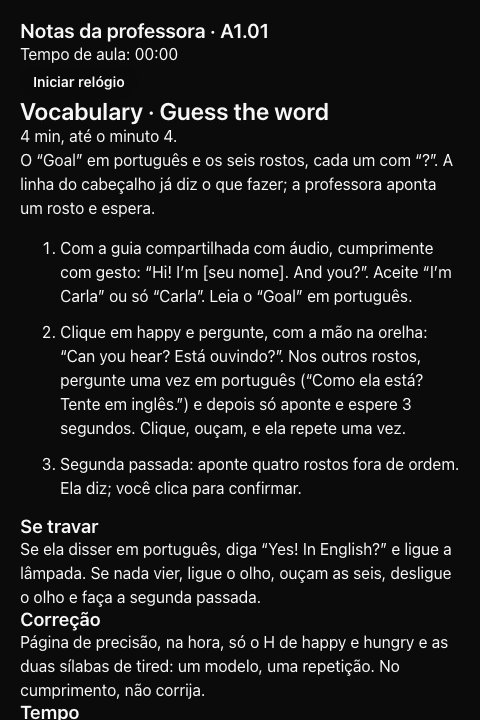 Notas da professora · A1.01
Tempo de aula: 00:00
Iniciar relógio
Vocabulary · Guess the word
4 min, até o minuto 4.
O “Goal” em português e os seis rostos, cada um com “?”. A
linha do cabeçalho já diz o que fazer; a professora aponta
um rosto e espera.
1. Com a guia compartilhada com áudio, cumprimente
com gesto: “Hi! I’m [seu nome]. And you?”. Aceite “I’m
Carla” ou só “Carla”. Leia o “Goal” em português.
2. Clique em happy e pergunte, com a mão na orelha:
“Can you hear? Está ouvindo?”. Nos outros rostos,
pergunte uma vez em português (“Como ela está?
Tente em inglês.”) e depois só aponte e espere 3
segundos. Clique, ouçam, e ela repete uma vez.
3. Segunda passada: aponte quatro rostos fora de ordem.
Ela diz; você clica para confirmar.
Se travar
Se ela disser em português, diga “Yes! In English?” e ligue a
lâmpada. Se nada vier, ligue o olho, ouçam as seis, desligue
o olho e faça a segunda passada.
Correção
Página de precisão, na hora, só o H de happy e hungry e as
duas sílabas de tired: um modelo, uma repetição. No
cumprimento, não corrija.
Tempo